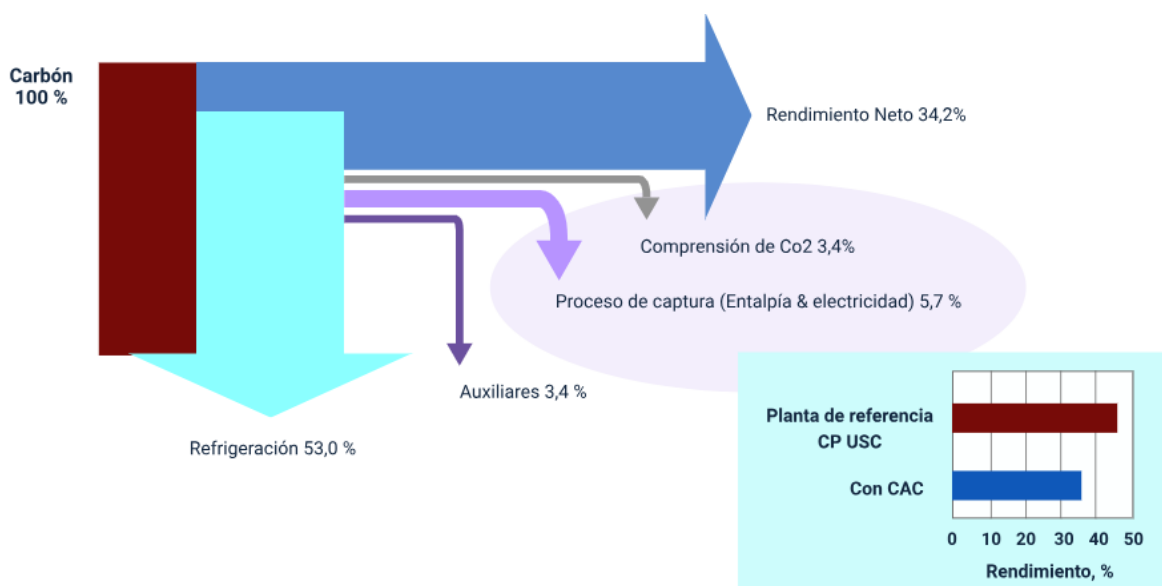 Carbón
100 %
Rendimiento Neto 34,2%
Comprensión de Co2 3,4%
Proceso de captura (Entalpía & electricidad) 5,7 %
Auxiliares 3,4 %
Refrigeración 53,0 %
Planta de referencia
CP USC
Con CAC
0 10 20 30 40 50
Rendimiento, %